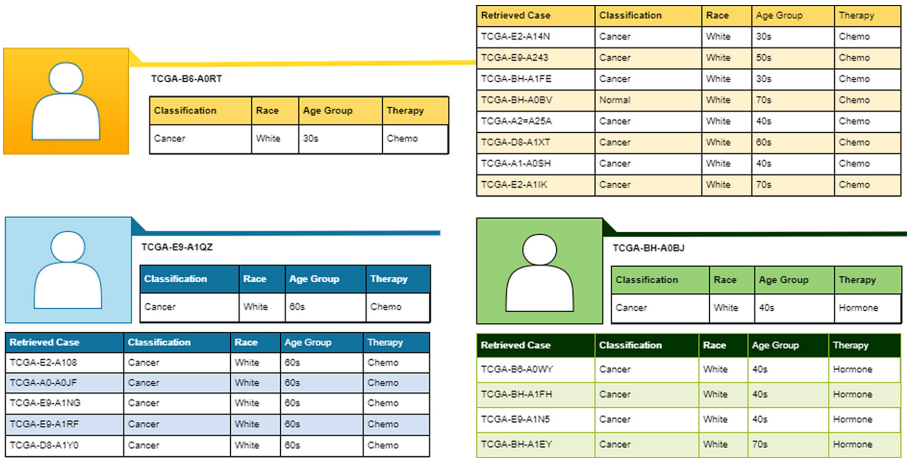 TCGA-B6-A0RT
Classification Race Age Group Therapy
Cancer White 30s Chemo
Retrieved Case Classification Race Age Group Therapy
TCGA-E2-A14N Cancer White 30s Chemo
TCGA-E9-A243 Cancer White 50s Chemo
TCGA-BH-A1FE Cancer White 30s Chemo
TCGA-BH-A0BV Normal White 70s Chemo
TCGA-A2=A25A Cancer White 40s Chemo
TCGA-D8-A1XT Cancer White 60s Chemo
TCGA-A1-A0SH Cancer White 40s Chemo
TCGA-E2-A1IK Cancer White 70s Chemo
TCGA-E9-A1QZ
Classification Race Age Group Therapy
Cancer White 60s Chemo
Retrieved Case Classification Race Age Group Therapy
TCGA-E2-A108 Cancer White 60s Chemo
TCGA-A0-A0JF Cancer White 60s Chemo
TCGA-E9-A1NG Cancer White 60s Chemo
TCGA-E9-A1RF Cancer White 60s Chemo
TCGA-D8-A1Y0 Cancer White 60s Chemo
TCGA-BH-A0BJ
Classification Race Age Group Therapy
Cancer White 40s Hormone
Retrieved Case Classification Race Age Group Therapy
TCGA-B6-A0WY Cancer White 40s Hormone
TCGA-BH-A1FH Cancer White 40s Hormone
TCGA-E9-A1N5 Cancer White 40s Hormone
TCGA-BH-A1EY Cancer White 70s Hormone